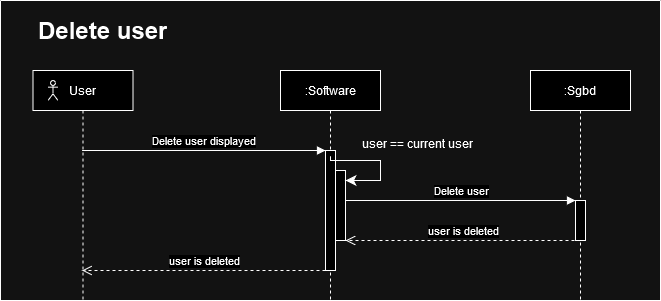 Delete user
User
:Software
:Sgbd
Delete user displayed
user == current user
Delete user
user is deleted
user is deleted